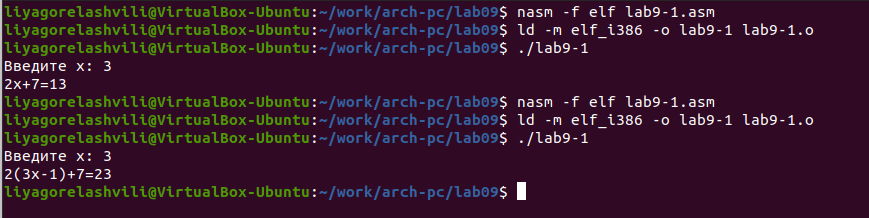 liyagorelashvili@VirtualBox-Ubuntu:~/work/arch-pc/lab09$ nasm -f elf lab9-1.asm
liyagorelashvili@VirtualBox-Ubuntu:~/work/arch-pc/lab09$ ld -m elf_i386 -o lab9-1 lab9-1.o
liyagorelashvili@VirtualBox-Ubuntu:~/work/arch-pc/lab09$ ./lab9-1
Введите x: 3
2x+7=13
liyagorelashvili@VirtualBox-Ubuntu:~/work/arch-pc/lab09$ nasm -f elf lab9-1.asm
liyagorelashvili@VirtualBox-Ubuntu:~/work/arch-pc/lab09$ ld -m elf_i386 -o lab9-1 lab9-1.o
liyagorelashvili@VirtualBox-Ubuntu:~/work/arch-pc/lab09$ ./lab9-1
Введите x: 3
2(3x-1)+7=23
liyagorelashvili@VirtualBox-Ubuntu:~/work/arch-pc/lab09$